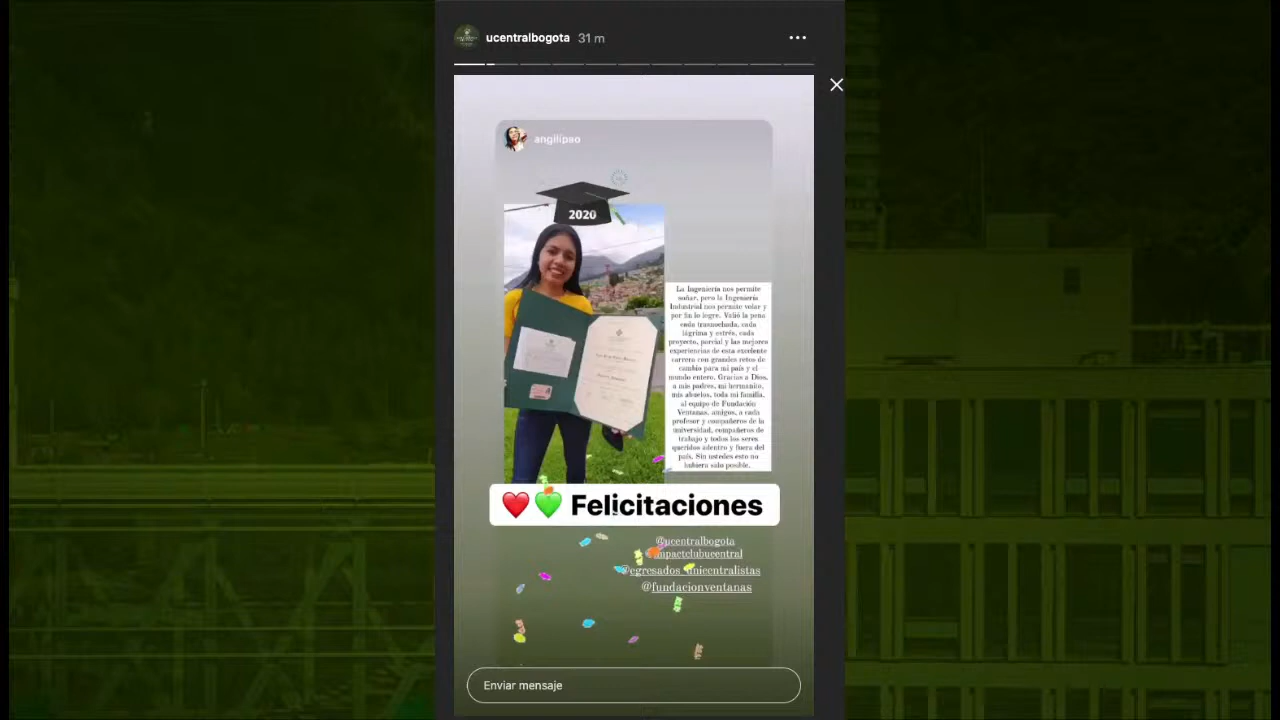 ucentralbogota 31 m
angilipao
2020
La Ingeniería nos permite
soñar, pero la Ingeniería
Industrial nos permite volar y
por fin lo logre. Valió la pena
cada trasnochada, cada
lágrima y estrés, cada
proyecto, parcial y las mejores
experiencias de esta excelente
carrera con grandes retos de
cambio para mi país y el
mundo entero. Gracias a Dios,
a mis padres, mi hermanito,
mis abuelos, toda mi familia,
al equipo de Fundación
Ventanas, amigos, a cada
profesor y compañeros de la
universidad, compañeros de
trabajo y todos los seres
queridos adentro y fuera del
país. Sin ustedes esto no
hubiera sido posible.
Felicitaciones
@ucentralbogota
@impactclubucentral
@egresados_uniicentralistas
@fundacionventanas
Enviar mensaje